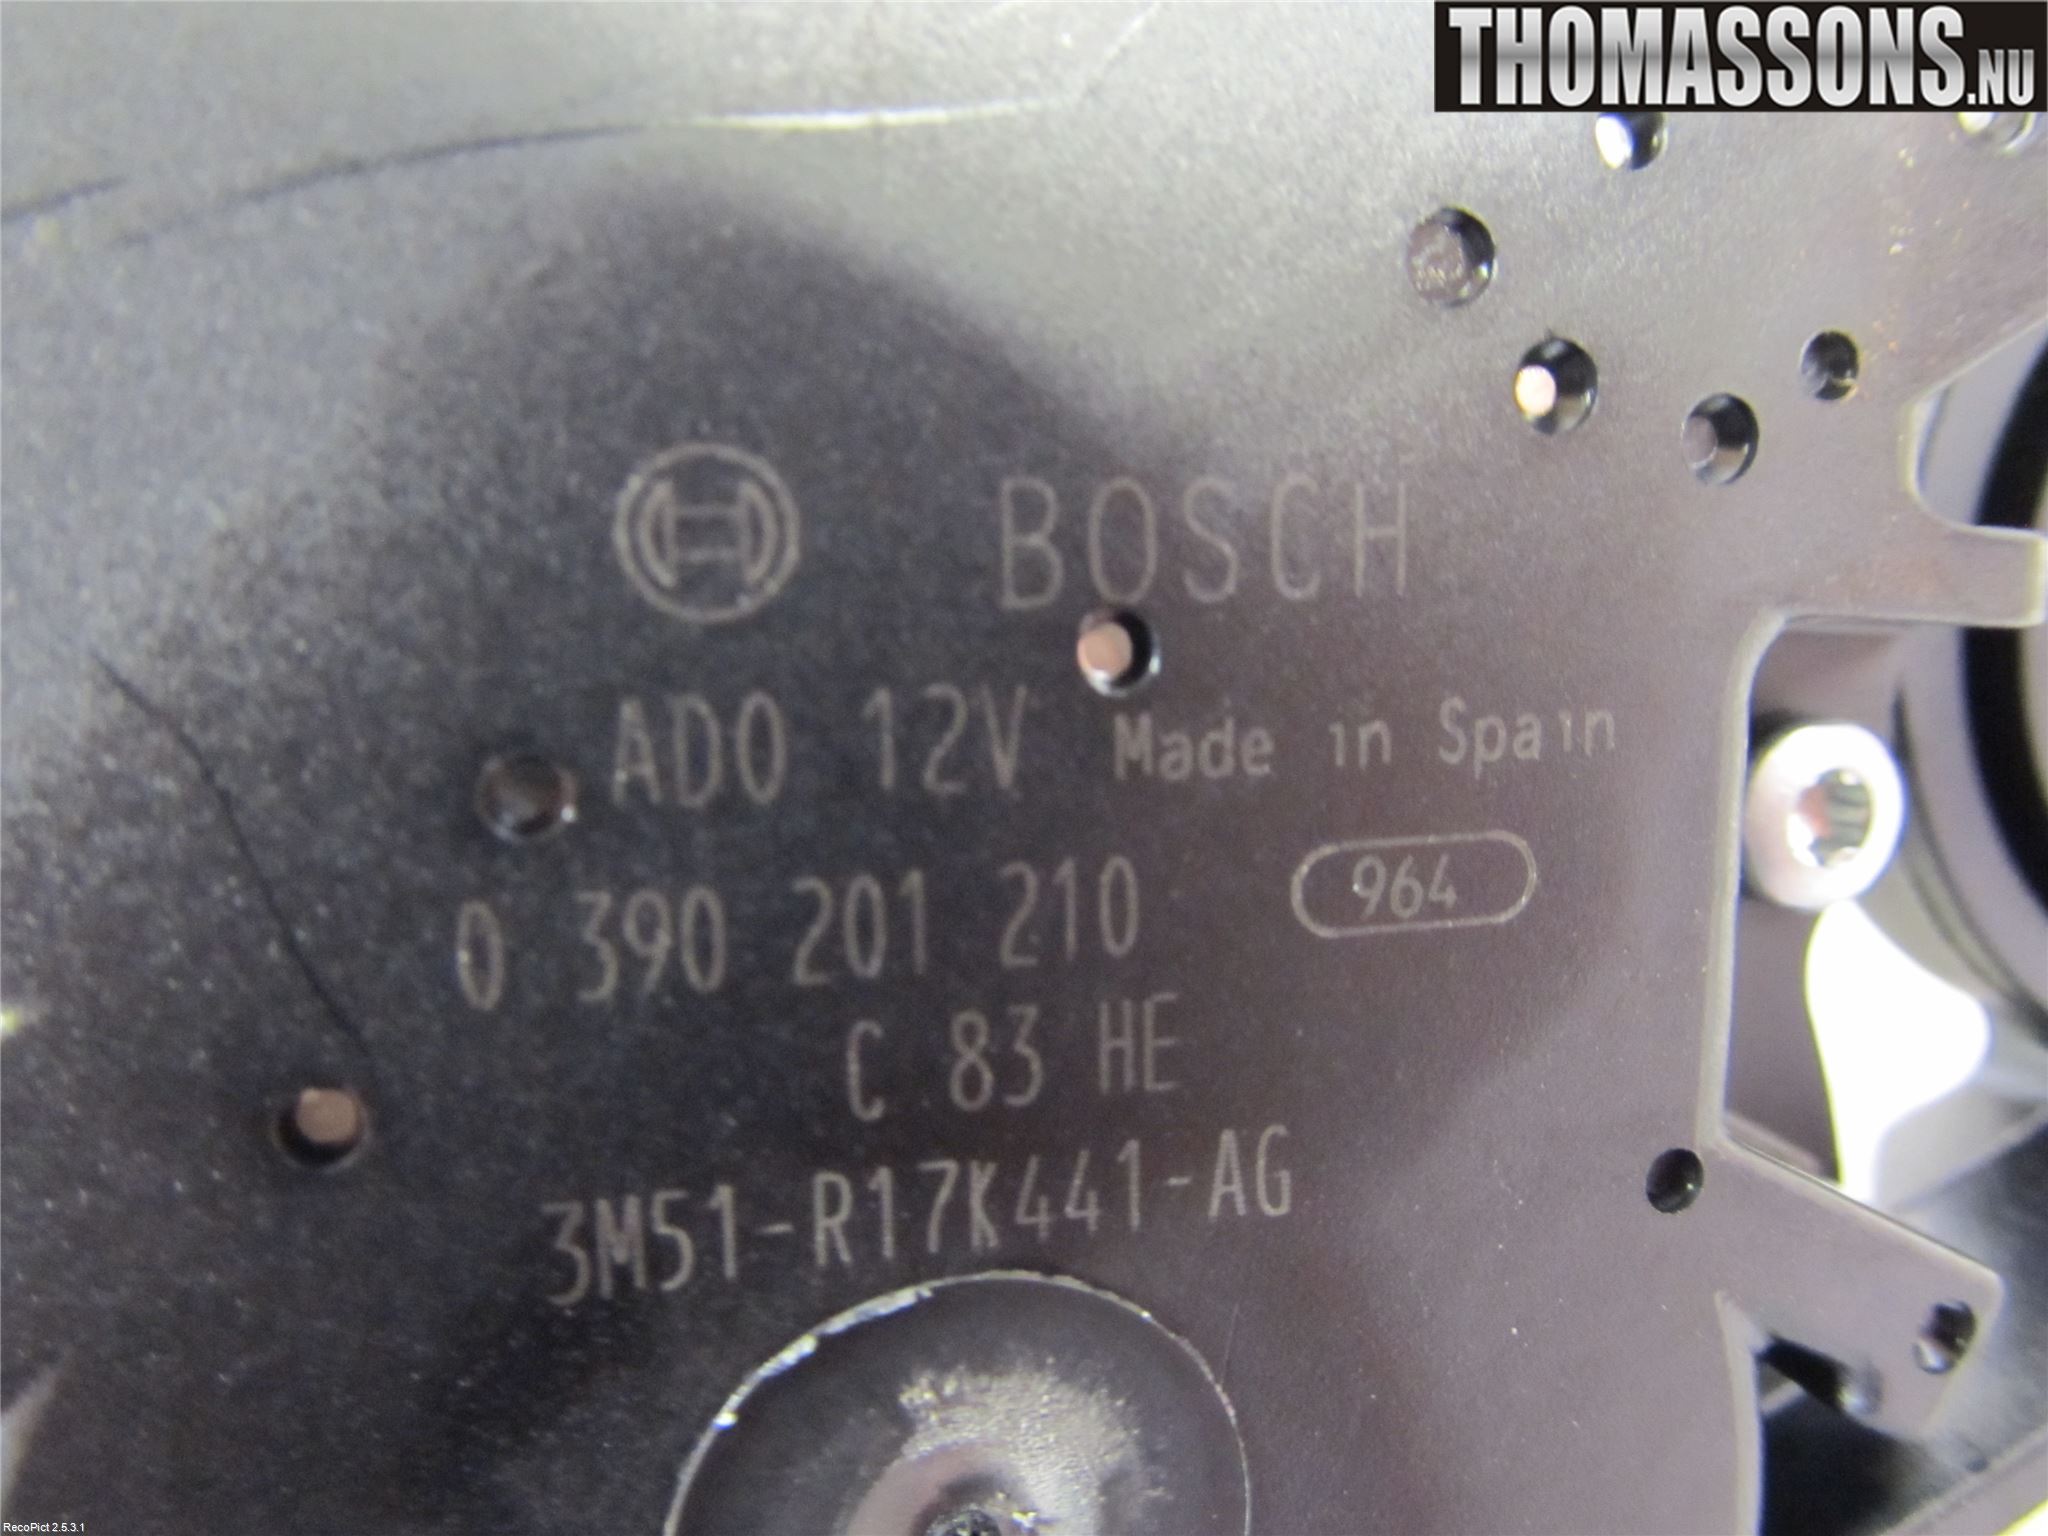 THOMASSONS.NU
BOSCH
AD0 12V Made in Spain
0 390 201 210 964
C 83 HE
3M51-R17K441-AG
RecoPict 2.5.3.1